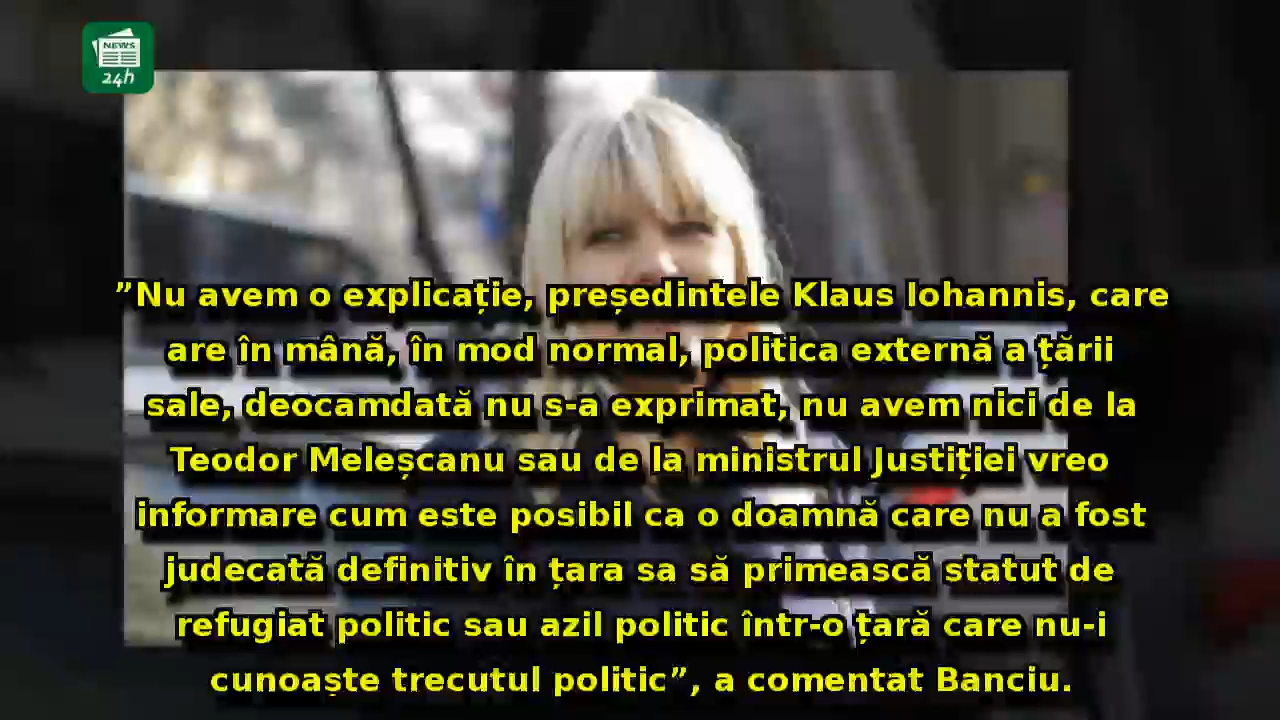 NEWS
24h
”Nu avem o explicație, președintele Klaus Iohannis, care
are în mână, în mod normal, politica externă a țării
sale, deocamdată nu s-a exprimat, nu avem nici de la
Teodor Meleșcanu sau de la ministrul Justiției vreo
informare cum este posibil ca o doamnă care nu a fost
judecată definitiv în țara sa să primească statut de
refugiat politic sau azil politic într-o țară care nu-i
cunoaște trecutul politic”, a comentat Banciu.